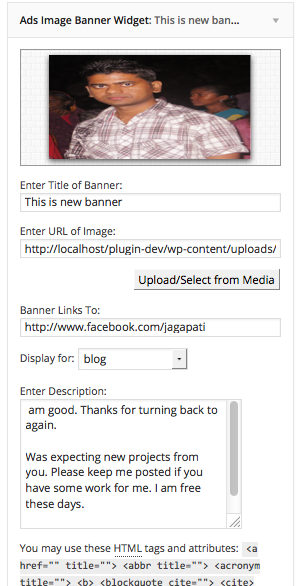 Ads Image Banner Widget: This is new ban...
Enter Title of Banner:
This is new banner
Enter URL of Image:
http://localhost/plugin-dev/wp-content/uploads/
Upload/Select from Media
Banner Links To:
http://www.facebook.com/jagapati
Display for: blog
Enter Description:
am good. Thanks for turning back to
again.
Was expecting new projects from
you. Please keep me posted if you
have some work for me. I am free
these days.
You may use these HTML tags and attributes: <a
href="" title=""> <abbr title=""> <acronym
title=""> <b> <blockquote cite=""> <cite>